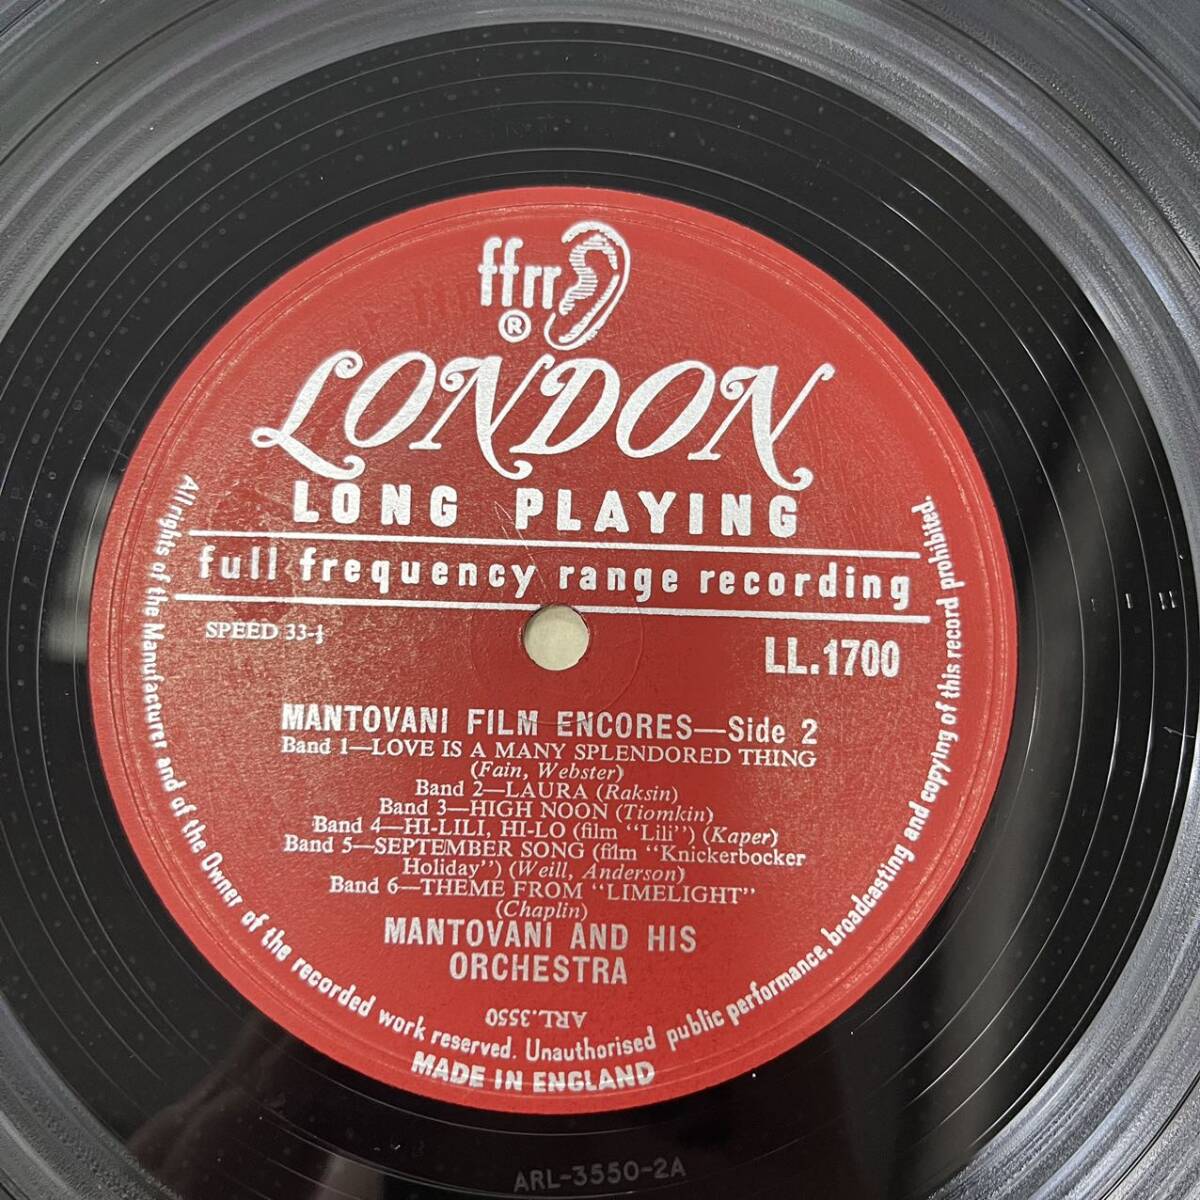 ffrr
®
LONDON
LONG PLAYING
full frequency range recording
SPEED 33-⅓
LL.1700
MANTOVANI FILM ENCORES—Side 2
Band 1—LOVE IS A MANY SPLENDORED THING
(Fain, Webster)
Band 2—LAURA (Raksin)
Band 3—HIGH NOON (Tiomkin)
Band 4—HI-LILI, HI-LO (film "Lili") (Kaper)
Band 5—SEPTEMBER SONG (film "Knickerbocker
Holiday") (Weill, Anderson)
Band 6—THEME FROM "LIMELIGHT"
(Chaplin)
MANTOVANI AND HIS
ORCHESTRA
ARL.3550
All rights of the Manufacturer and of the Owner of the recorded work reserved. Unauthorised public performance, broadcasting and copying of this record prohibited.
MADE IN ENGLAND
ARL-3550-2A